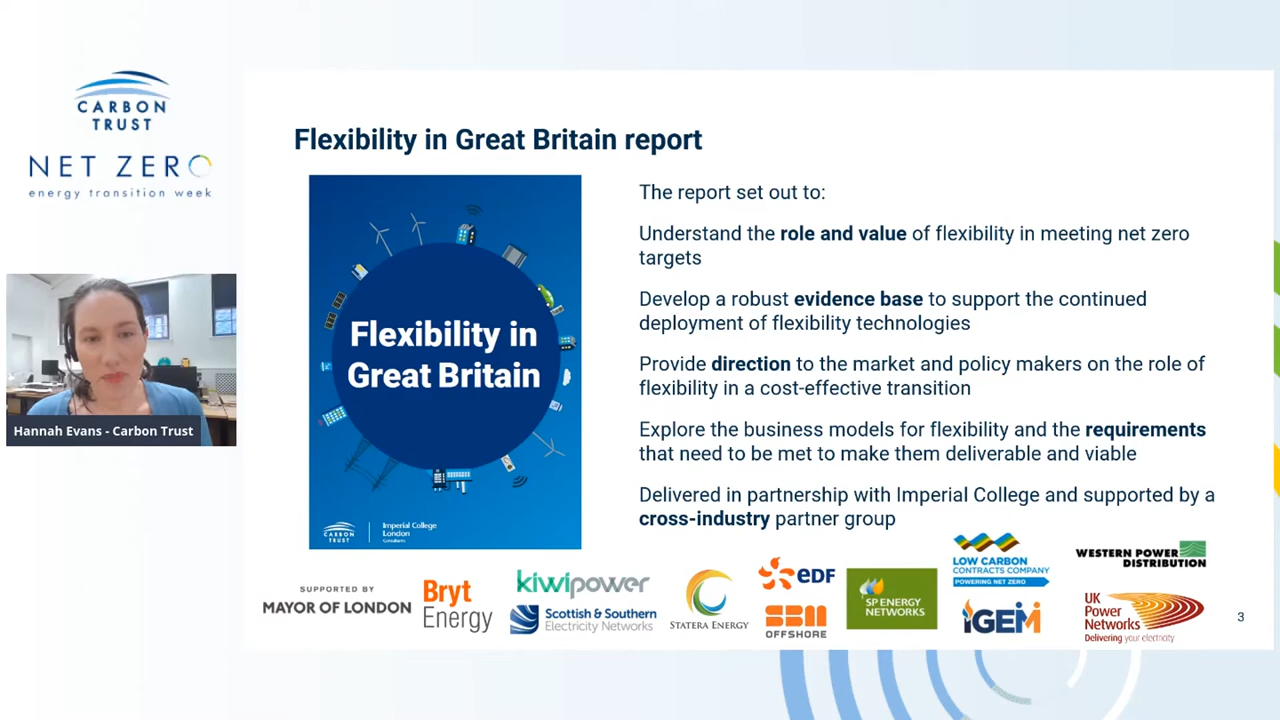 CARBON
TRUST
NET ZERO
energy transition week
Hannah Evans - Carbon Trust
Flexibility in Great Britain report
Flexibility in
Great Britain
CARBON
TRUST
Imperial College
London
Consultants
The report set out to:
Understand the role and value of flexibility in meeting net zero
targets
Develop a robust evidence base to support the continued
deployment of flexibility technologies
Provide direction to the market and policy makers on the role of
flexibility in a cost-effective transition
Explore the business models for flexibility and the requirements
that need to be met to make them deliverable and viable
Delivered in partnership with Imperial College and supported by a
cross-industry partner group
SUPPORTED BY
MAYOR OF LONDON
Bryt
Energy
kiwipower
Scottish & Southern
Electricity Networks
STATERA ENERGY
eDF
SBM
OFFSHORE
SP ENERGY
NETWORKS
LOW CARBON
CONTRACTS COMPANY
POWERING NET ZERO
iGEM
WESTERN POWER
DISTRIBUTION
UK
Power
Networks
Delivering your electricity
3